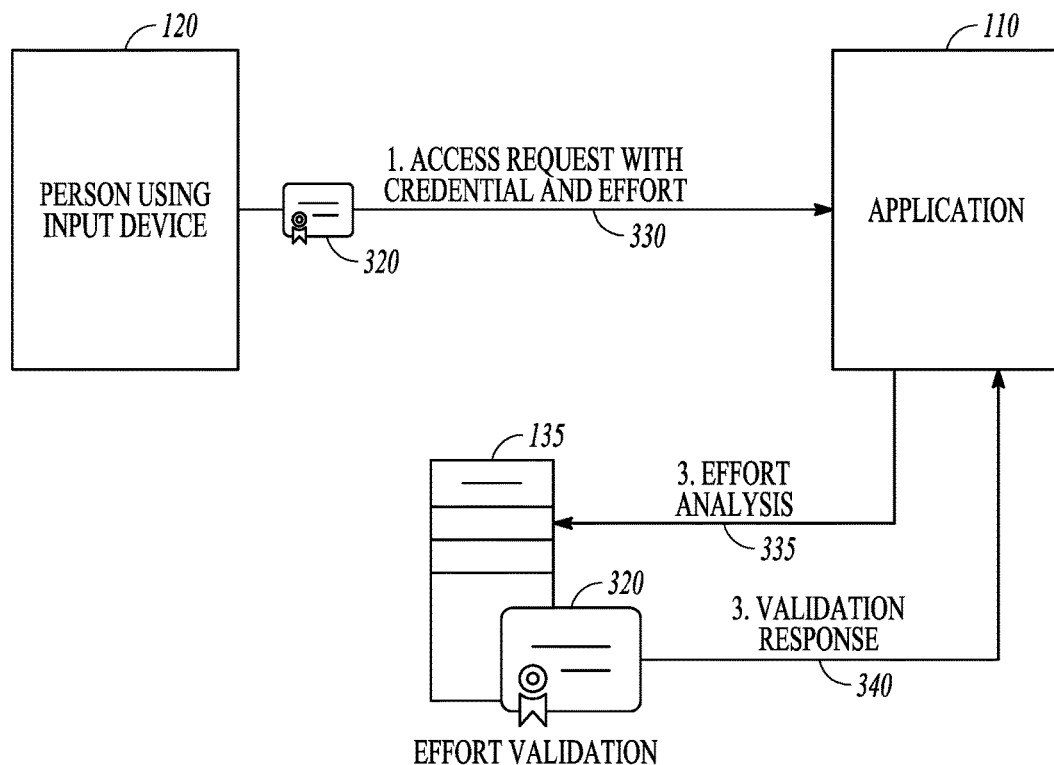 120
110
PERSON USING
INPUT DEVICE
1. ACCESS REQUEST WITH
CREDENTIAL AND EFFORT
320
330
APPLICATION
135
3. EFFORT
ANALYSIS
335
320
3. VALIDATION
RESPONSE
340
EFFORT VALIDATION